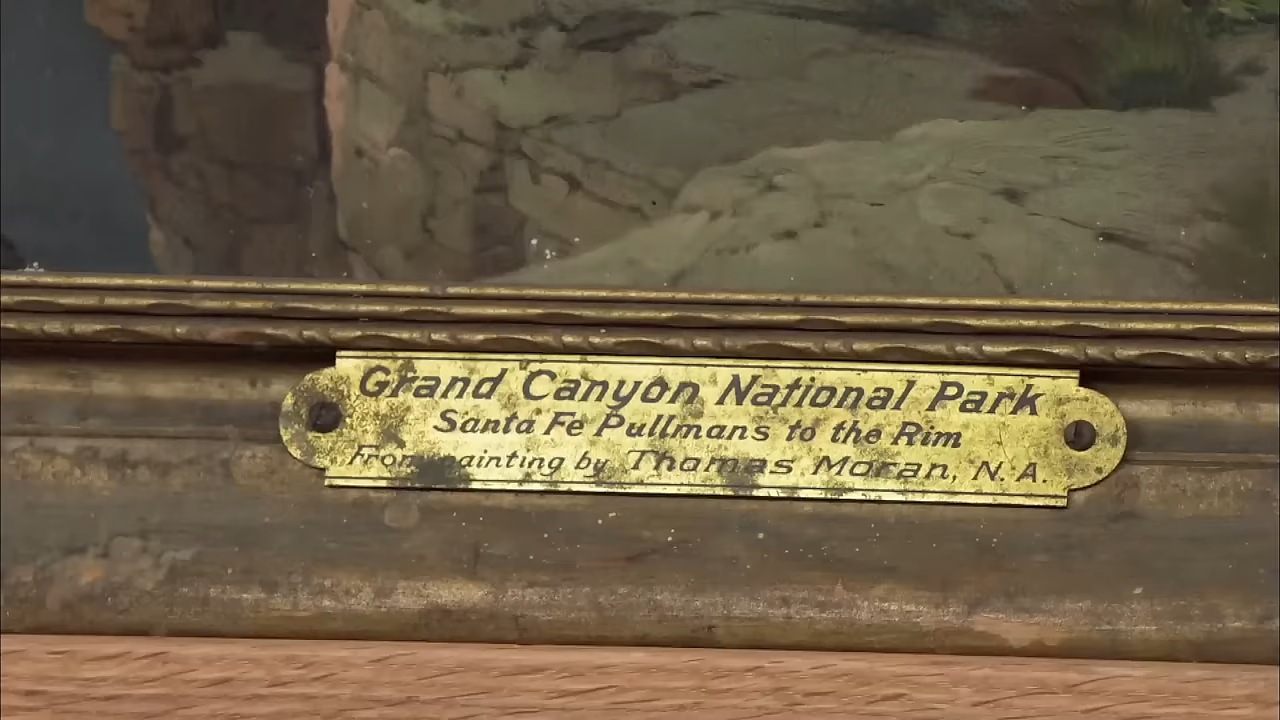 Grand Canyon National Park
Santa Fe Pullmans to the Rim
From painting by Thomas Moran, N.A.